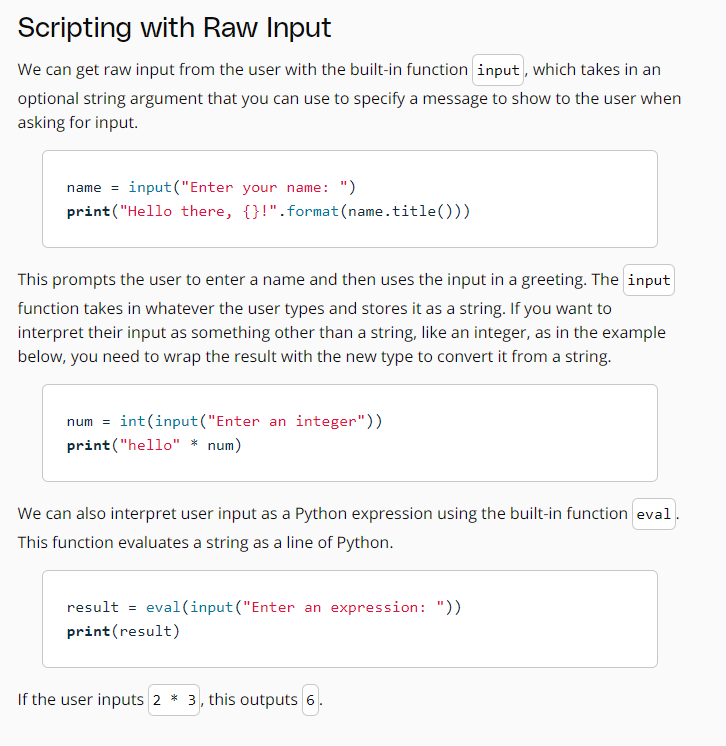 Scripting with Raw Input
We can get raw input from the user with the built-in function input, which takes in an
optional string argument that you can use to specify a message to show to the user when
asking for input.
name = input("Enter your name: ")
print("Hello there, {}!".format(name.title()))
This prompts the user to enter a name and then uses the input in a greeting. The input
function takes in whatever the user types and stores it as a string. If you want to
interpret their input as something other than a string, like an integer, as in the example
below, you need to wrap the result with the new type to convert it from a string.
num = int(input("Enter an integer"))
print("hello" * num)
We can also interpret user input as a Python expression using the built-in function eval.
This function evaluates a string as a line of Python.
result = eval(input("Enter an expression: "))
print(result)
If the user inputs 2 * 3, this outputs 6.